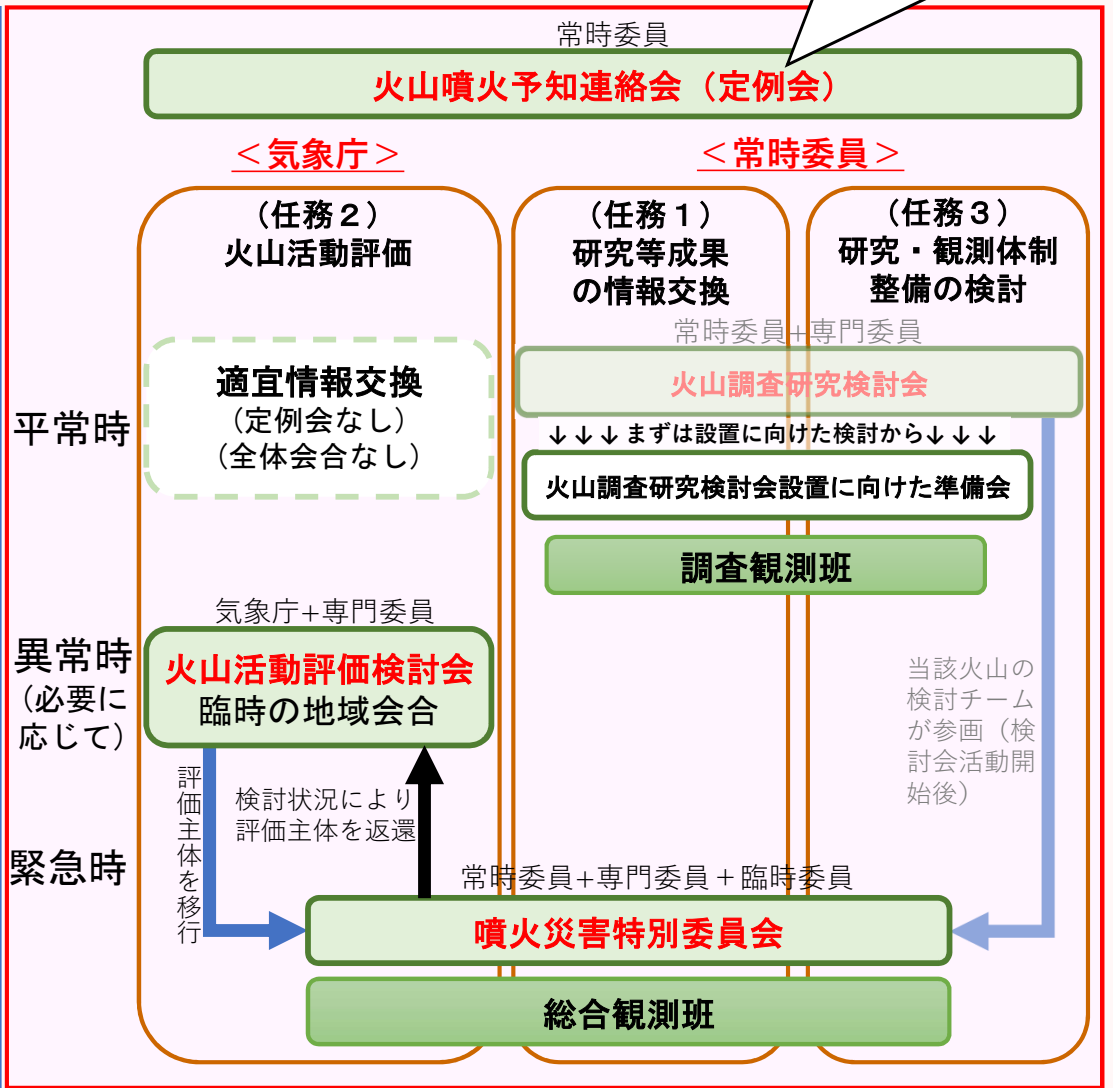 常時委員
火山噴火予知連絡会（定例会）
＜気象庁＞
＜常時委員＞
（任務２）
火山活動評価
（任務１）
研究等成果
の情報交換
（任務３）
研究・観測体制
整備の検討
平常時
適宜情報交換
（定例会なし）
（全体会合なし）
常時委員+専門委員
火山調査研究検討会
↓↓↓まずは設置に向けた検討から↓↓↓
火山調査研究検討会設置に向けた準備会
調査観測班
異常時
（必要に
応じて）
気象庁+専門委員
火山活動評価検討会
臨時の地域会合
当該火山の
検討チーム
が参画（検
討会活動開
始後）
評価主体を移行
検討状況により
評価主体を返還
緊急時
常時委員+専門委員＋臨時委員
噴火災害特別委員会
総合観測班